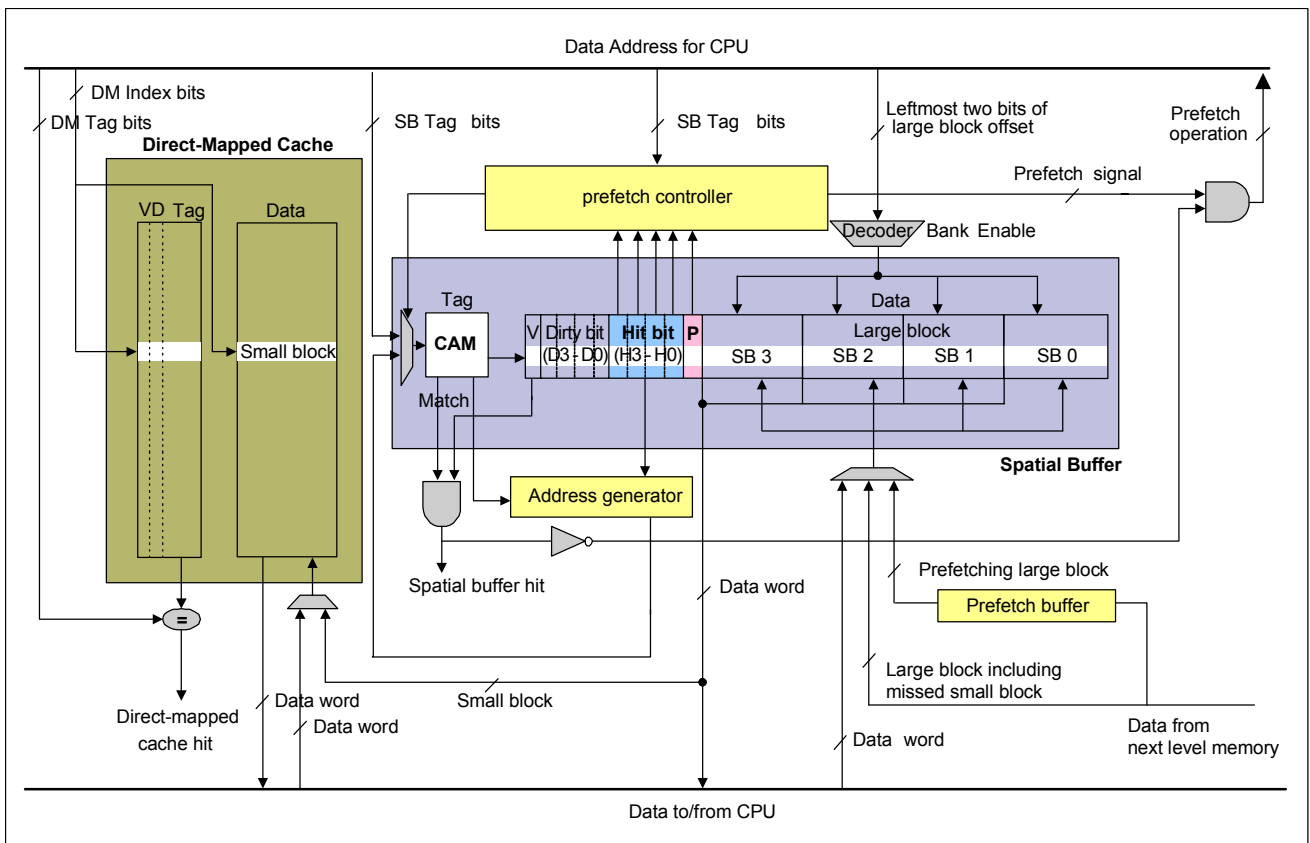 Data Address for CPU
DM Index bits
DM Tag bits
SB Tag bits
SB Tag bits
Leftmost two bits of
large block offset
Prefetch
operation
Direct-Mapped Cache
prefetch controller
Prefetch signal
VD Tag
Data
Decoder
Bank Enable
Tag
Data
CAM
V
Dirty bit
(D3 - D0)
Hit bit
(H3 - H0)
P
Large block
SB 3
SB 2
SB 1
SB 0
Small block
Match
Spatial Buffer
Address generator
Spatial buffer hit
Data word
Prefetching large block
Prefetch buffer
=
Large block including
missed small block
Small block
Data word
Data word
Direct-mapped
cache hit
Data word
Data from
next level memory
Data to/from CPU